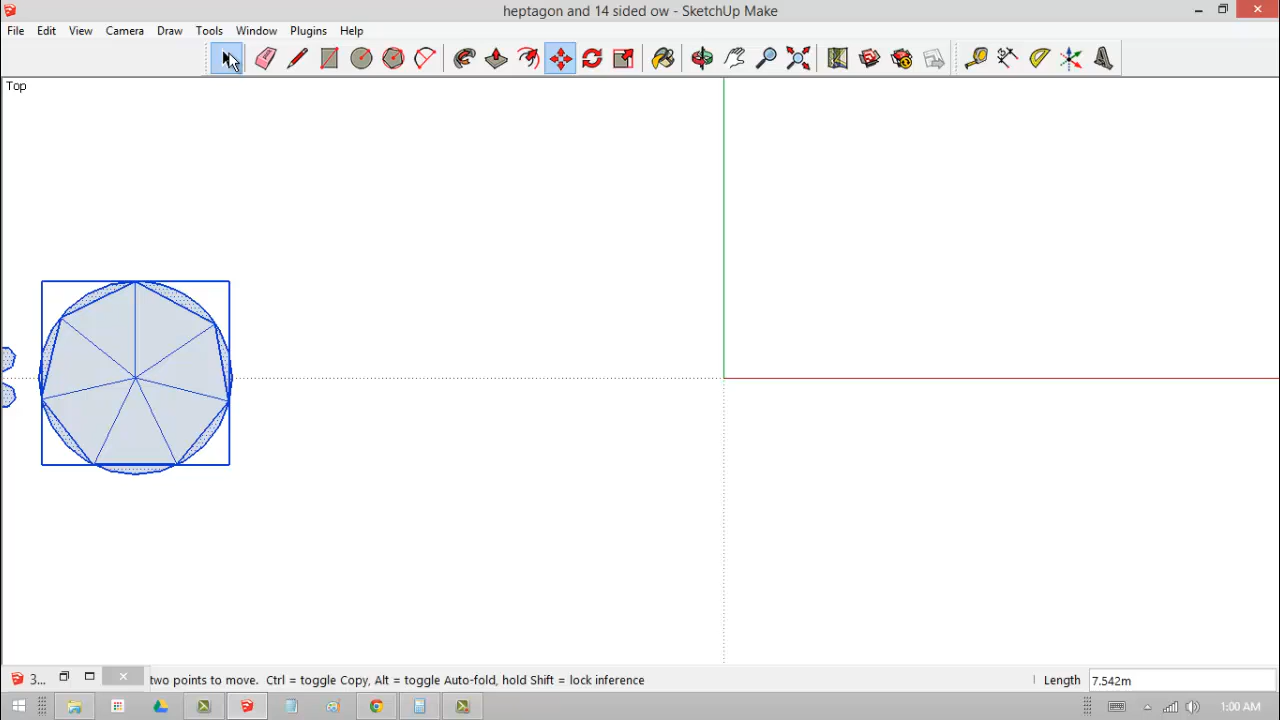 heptagon and 14 sided ow - SketchUp Make
File Edit View Camera Draw Tools Window Plugins Help
Top
3... two points to move. Ctrl = toggle Copy, Alt = toggle Auto-fold, hold Shift = lock inference Length 7.542m
1:00 AM